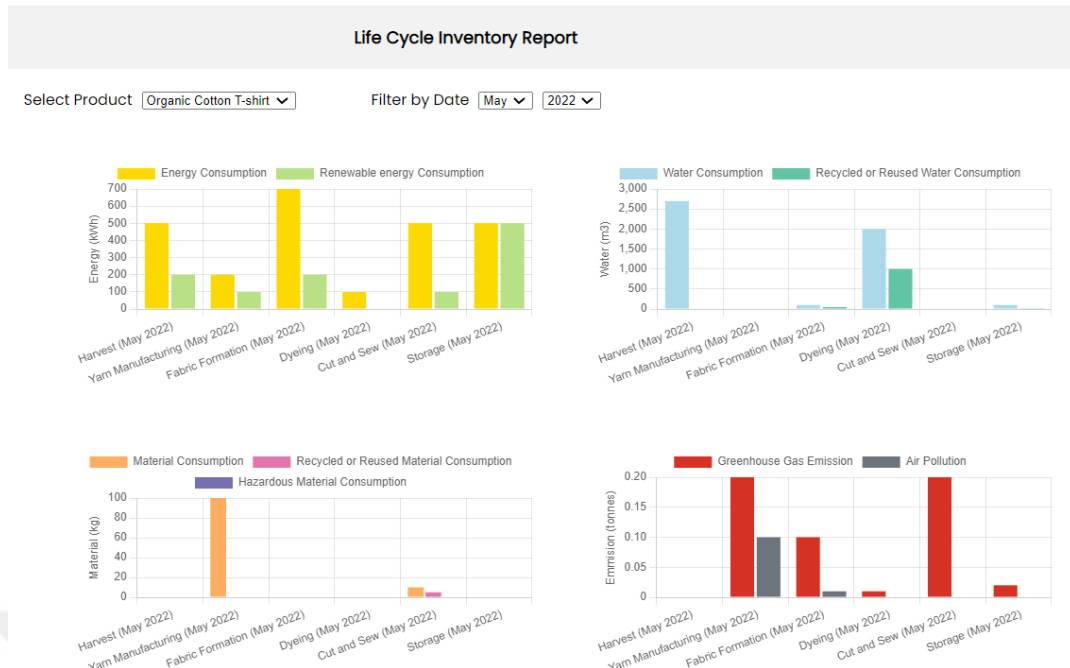 Life Cycle Inventory Report
Select Product Organic Cotton T-shirt Filter by Date May 2022
Energy Consumption Renewable energy Consumption
700
600
500
400
300
200
100
0
Energy (kWh)
Harvest (May 2022)
Yarn Manufacturing (May 2022)
Fabric Formation (May 2022)
Dyeing (May 2022)
Cut and Sew (May 2022)
Storage (May 2022)
Water Consumption Recycled or Reused Water Consumption
3,000
2,500
2,000
1,500
1,000
500
0
Water (m3)
Harvest (May 2022)
Yarn Manufacturing (May 2022)
Fabric Formation (May 2022)
Dyeing (May 2022)
Cut and Sew (May 2022)
Storage (May 2022)
Material Consumption Recycled or Reused Material Consumption
Hazardous Material Consumption
100
80
60
40
20
0
Material (kg)
Harvest (May 2022)
Yarn Manufacturing (May 2022)
Fabric Formation (May 2022)
Dyeing (May 2022)
Cut and Sew (May 2022)
Storage (May 2022)
Greenhouse Gas Emission Air Pollution
0.20
0.15
0.10
0.05
0
Emmision (tonnes)
Harvest (May 2022)
Yarn Manufacturing (May 2022)
Fabric Formation (May 2022)
Dyeing (May 2022)
Cut and Sew (May 2022)
Storage (May 2022)